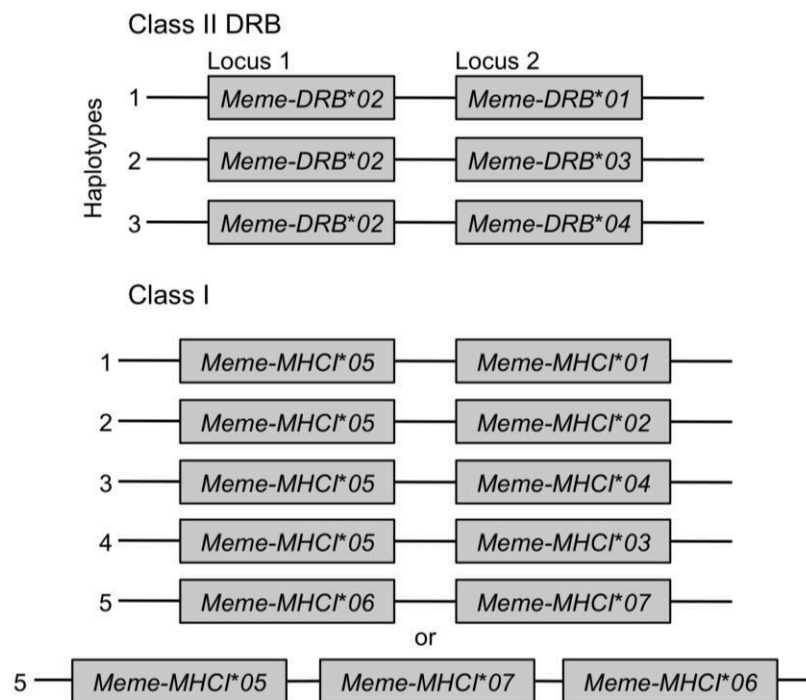 Class II DRB
Locus 1 Locus 2
Haplotypes
1 Meme-DRB*02 Meme-DRB*01
2 Meme-DRB*02 Meme-DRB*03
3 Meme-DRB*02 Meme-DRB*04
Class I
1 Meme-MHCI*05 Meme-MHCI*01
2 Meme-MHCI*05 Meme-MHCI*02
3 Meme-MHCI*05 Meme-MHCI*04
4 Meme-MHCI*05 Meme-MHCI*03
5 Meme-MHCI*06 Meme-MHCI*07
or
5 Meme-MHCI*05 Meme-MHCI*07 Meme-MHCI*06